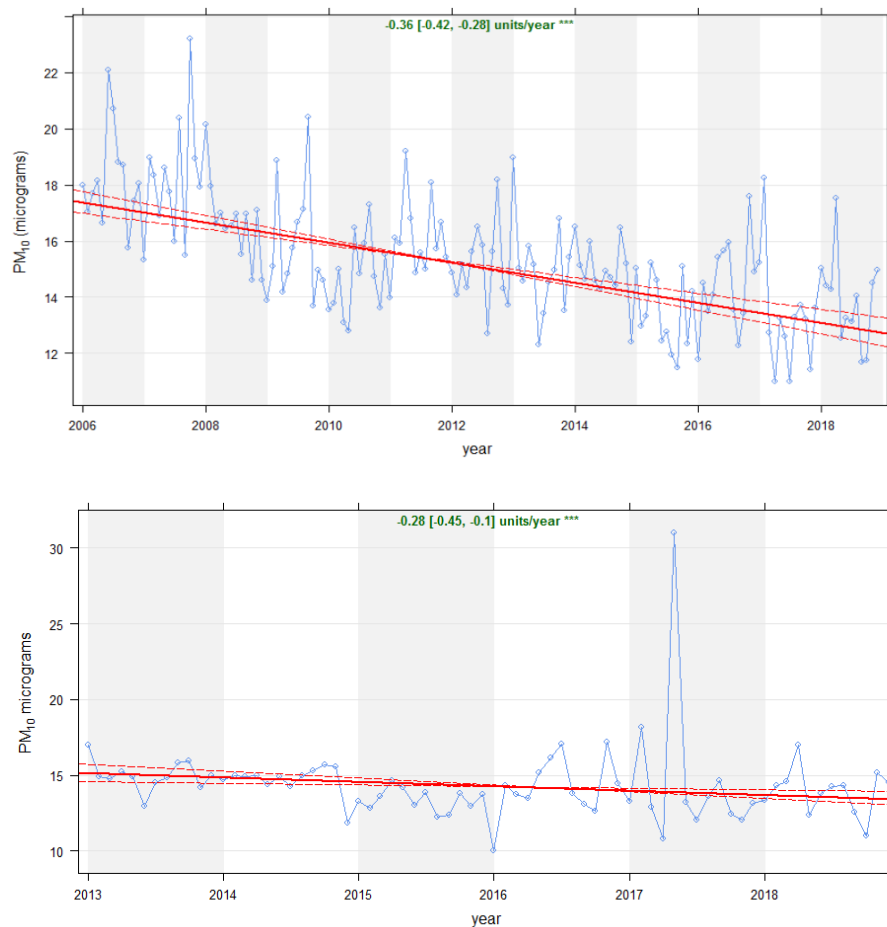 -0.36 [-0.42, -0.28] units/year ***
22
20
18
16
14
12
PM10 (micrograms)
2006 2008 2010 2012 2014 2016 2018
year
-0.28 [-0.45, -0.1] units/year ***
30
25
20
15
10
PM10 micrograms
2013 2014 2015 2016 2017 2018
year